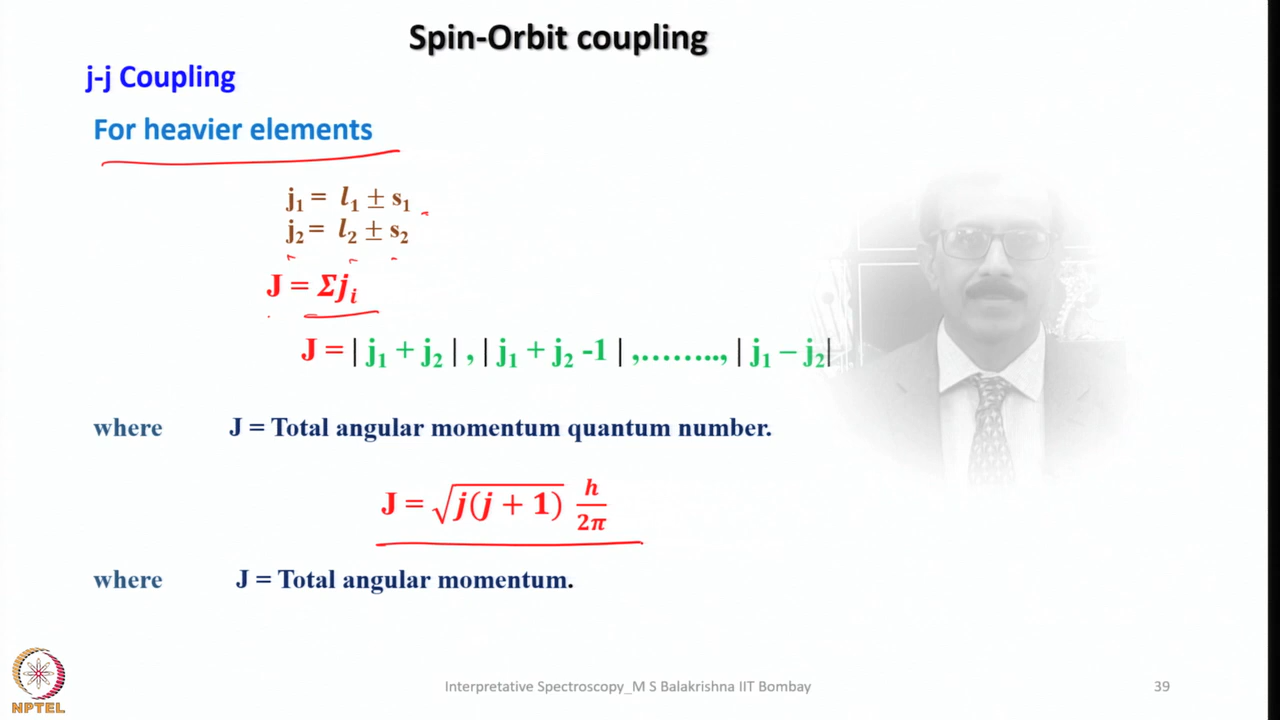 Spin-Orbit coupling
j-j Coupling
For heavier elements
j₁ = l₁ ± s₁
j₂ = l₂ ± s₂
J = Σjᵢ
J = | j₁ + j₂ | , | j₁ + j₂ -1 | ,…….., | j₁ – j₂|
where J = Total angular momentum quantum number.
J = √j(j + 1) h/2π
where J = Total angular momentum.
NPTEL
Interpretative Spectroscopy_M S Balakrishna IIT Bombay
39